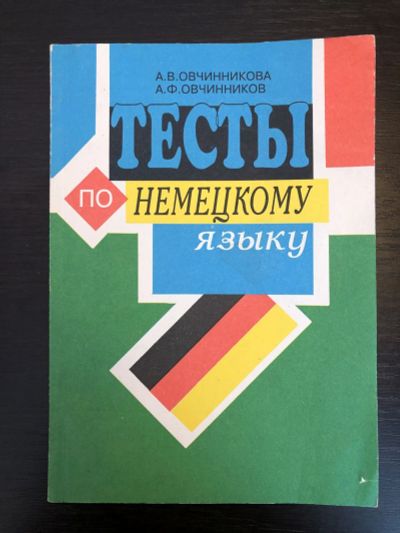 А.В.ОВЧИННИКОВА
А.Ф.ОВЧИННИКОВ
ТЕСТЫ
ПО НЕМЕЦКОМУ
языку